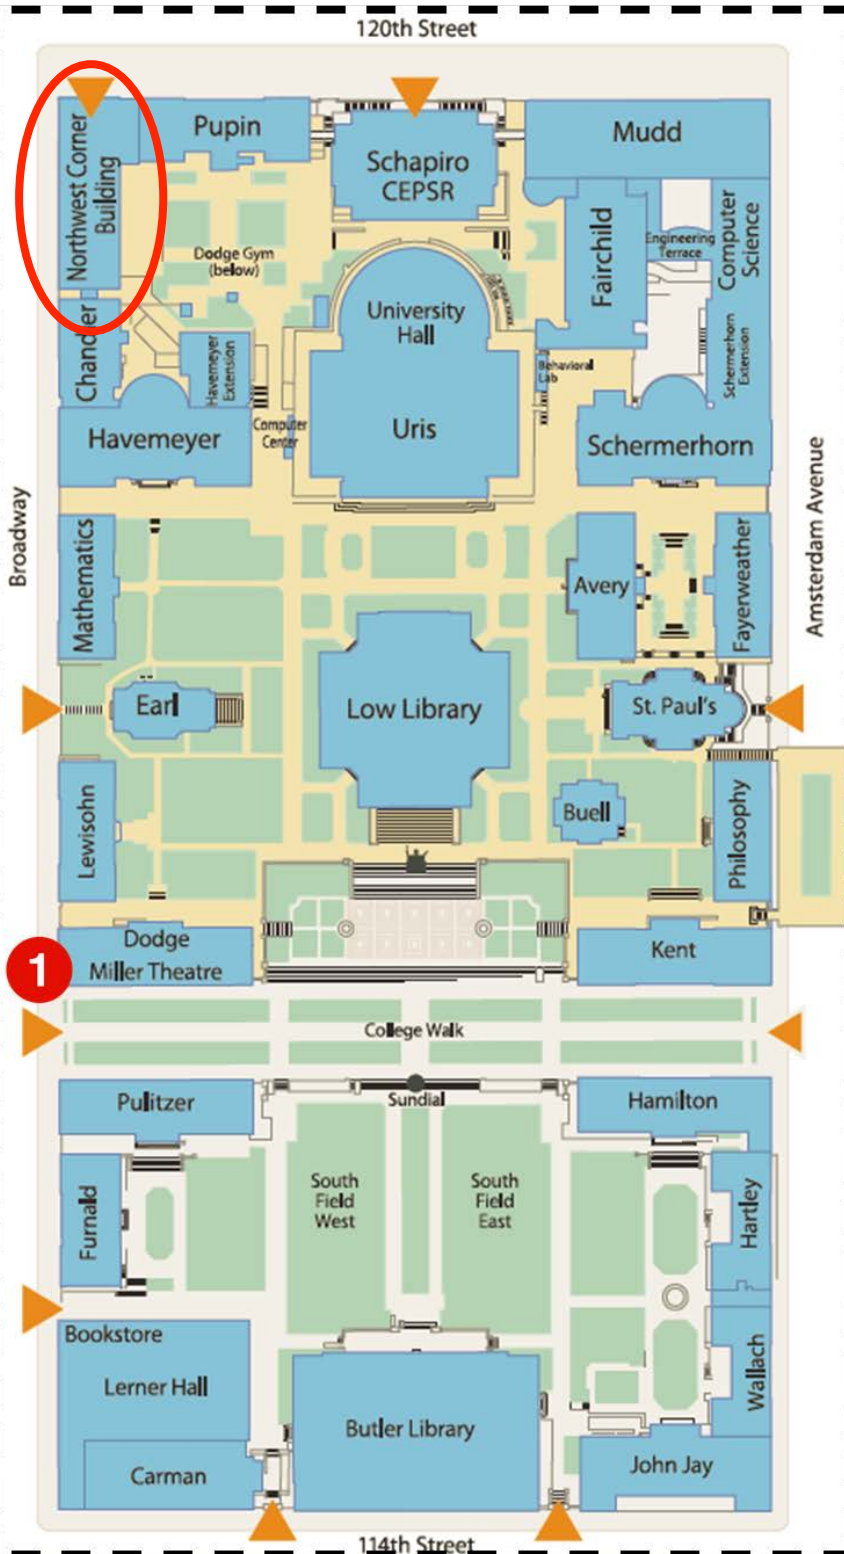 120th Street
Northwest Corner
Building
Pupin
Schapiro
CEPSR
Mudd
Dodge Gym
(below)
Fairchild
Engineering
Terrace
Computer
Science
University
Hall
Uris
Chandler
Havemeyer
Extension
Behavioral
Lab
Schermerhorn
Extension
Havemeyer
Computer
Center
Schermerhorn
Broadway
Amsterdam Avenue
Mathematics
Avery
Fayerweather
Earl
Low Library
St. Paul's
Lewisohn
Buell
Philosophy
Dodge
Miller Theatre
Kent
1
College Walk
Pulitzer
Sundial
Hamilton
Furnald
South
Field
West
South
Field
East
Hartley
Bookstore
Lerner Hall
Butler Library
Wallach
Carman
John Jay
114th Street